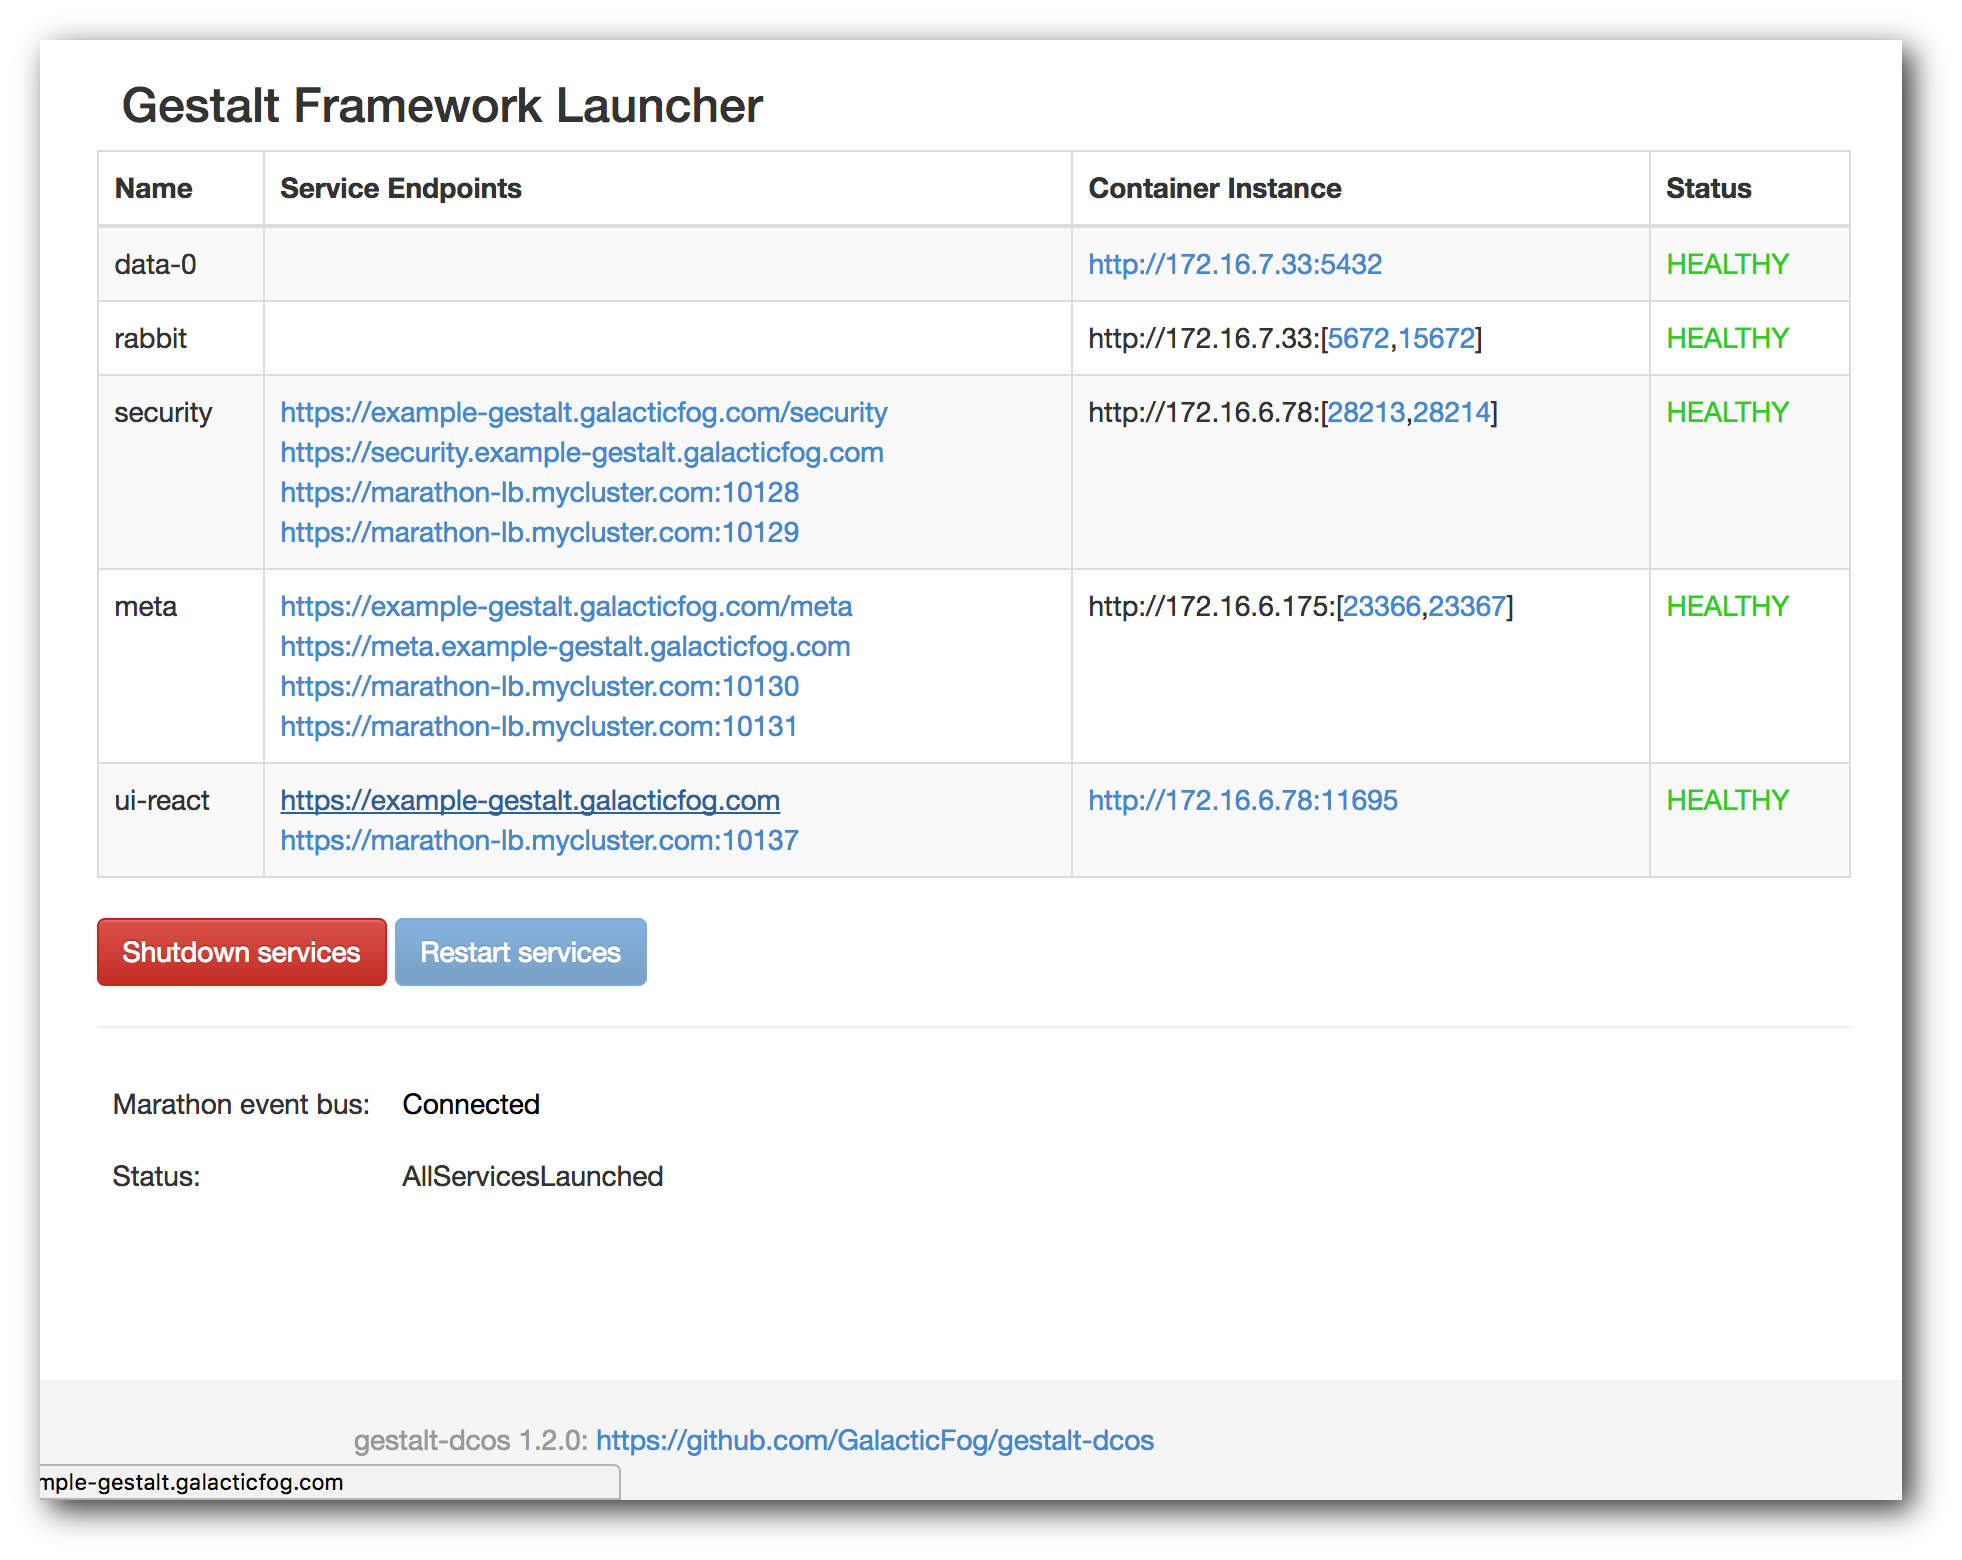 Gestalt Framework Launcher
Name Service Endpoints Container Instance Status
data-0 http://172.16.7.33:5432 HEALTHY
rabbit http://172.16.7.33:[5672,15672] HEALTHY
security https://example-gestalt.galacticfog.com/security http://172.16.6.78:[28213,28214] HEALTHY
https://security.example-gestalt.galacticfog.com
https://marathon-lb.mycluster.com:10128
https://marathon-lb.mycluster.com:10129
meta https://example-gestalt.galacticfog.com/meta http://172.16.6.175:[23366,23367] HEALTHY
https://meta.example-gestalt.galacticfog.com
https://marathon-lb.mycluster.com:10130
https://marathon-lb.mycluster.com:10131
ui-react https://example-gestalt.galacticfog.com http://172.16.6.78:11695 HEALTHY
https://marathon-lb.mycluster.com:10137
Shutdown services Restart services
Marathon event bus: Connected
Status: AllServicesLaunched
gestalt-dcos 1.2.0: https://github.com/GalacticFog/gestalt-dcos
mple-gestalt.galacticfog.com